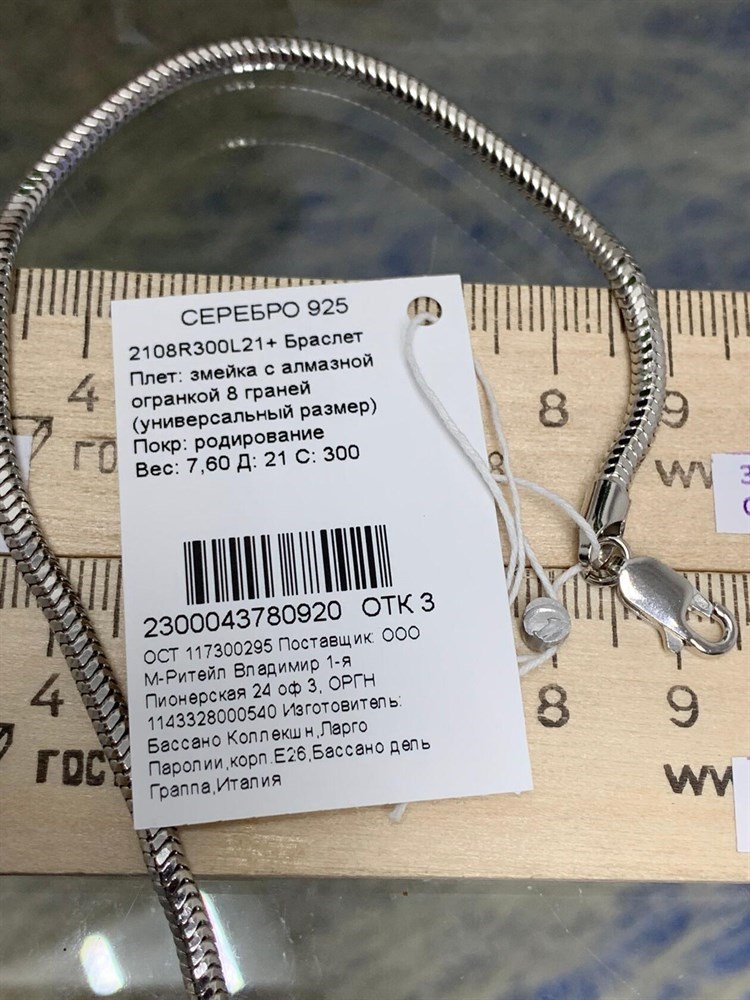 СЕРЕБРО 925
2108R300L21+ Браслет
Плет: змейка с алмазной
огранкой 8 граней
(универсальный размер)
Покр: родирование
Вес: 7,60 Д: 21 С: 300
2300043780920 ОТК 3
ОСТ 117300295 Поставщик: ООО
М-Ритейл Владимир 1-я
Пионерская 24 оф 3, ОРГН
1143328000540 Изготовитель:
Бассано Коллекшн,Ларго
Паролии,корп.Е26,Бассано дель
Граппа,Италия
4 8 9
ГО
4 8 9
ГОС